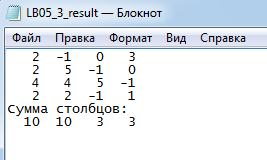 LB05_3_result — Блокнот
Файл Правка Формат Вид Справка
2 -1 0 3
2 5 -1 0
4 4 5 -1
2 2 -1 1
Сумма столбцов:
10 10 3 3